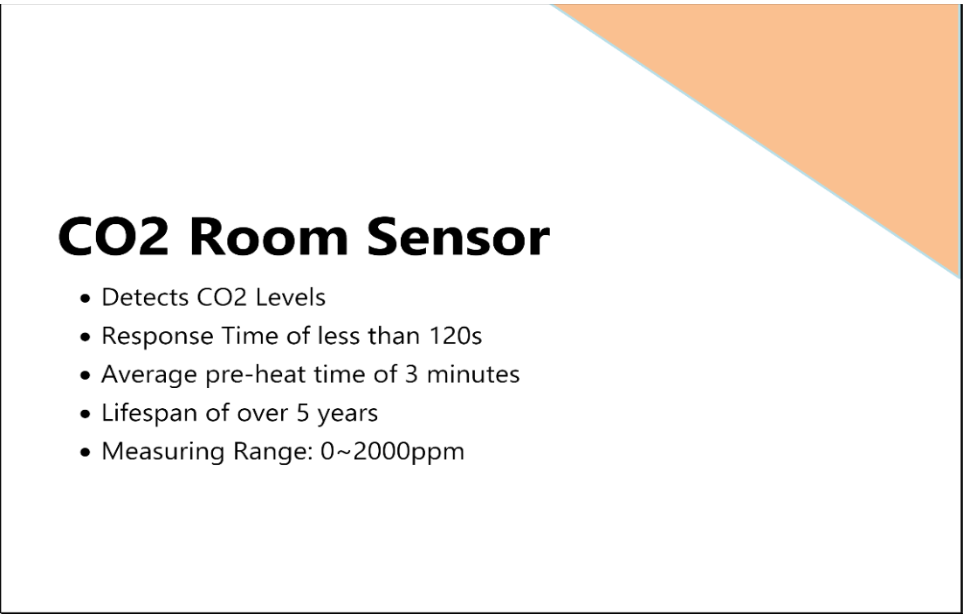 CO2 Room Sensor
• Detects CO2 Levels
• Response Time of less than 120s
• Average pre-heat time of 3 minutes
• Lifespan of over 5 years
• Measuring Range: 0~2000ppm